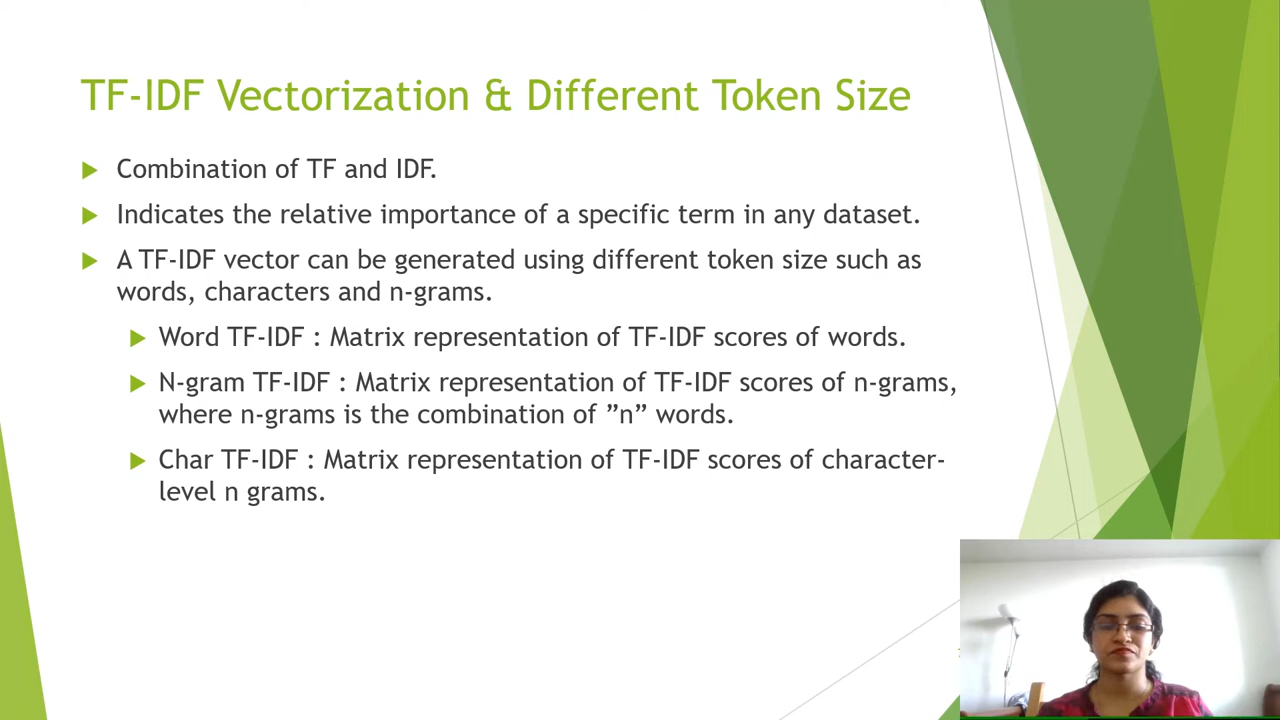 TF-IDF Vectorization & Different Token Size
Combination of TF and IDF.
Indicates the relative importance of a specific term in any dataset.
A TF-IDF vector can be generated using different token size such as
words, characters and n-grams.
Word TF-IDF : Matrix representation of TF-IDF scores of words.
N-gram TF-IDF : Matrix representation of TF-IDF scores of n-grams,
where n-grams is the combination of ”n” words.
Char TF-IDF : Matrix representation of TF-IDF scores of character-
level n grams.